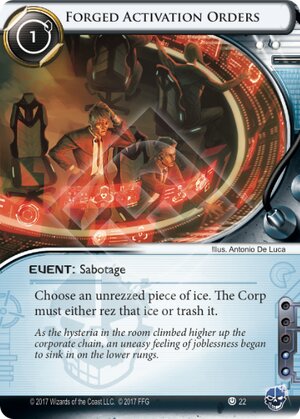 Forged Activation Orders
1
Illus. Antonio De Luca
EVENT: Sabotage
Choose an unrezzed piece of ice. The Corp
must either rez that ice or trash it.
As the hysteria in the room climbed higher up the
corporate chain, an uneasy feeling of joblessness began
to sink in on the lower rungs.
© 2017 Wizards of the Coast LLC. © 2017 FFG
22